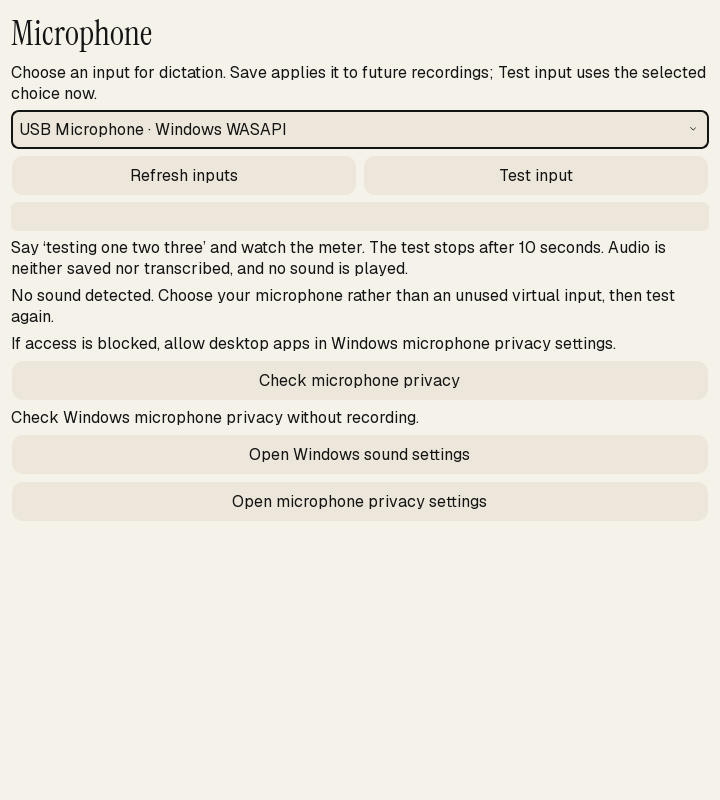 Microphone
Choose an input for dictation. Save applies it to future recordings; Test input uses the selected
choice now.
USB Microphone · Windows WASAPI
Refresh inputs
Test input
Say ‘testing one two three’ and watch the meter. The test stops after 10 seconds. Audio is
neither saved nor transcribed, and no sound is played.
No sound detected. Choose your microphone rather than an unused virtual input, then test
again.
If access is blocked, allow desktop apps in Windows microphone privacy settings.
Check microphone privacy
Check Windows microphone privacy without recording.
Open Windows sound settings
Open microphone privacy settings